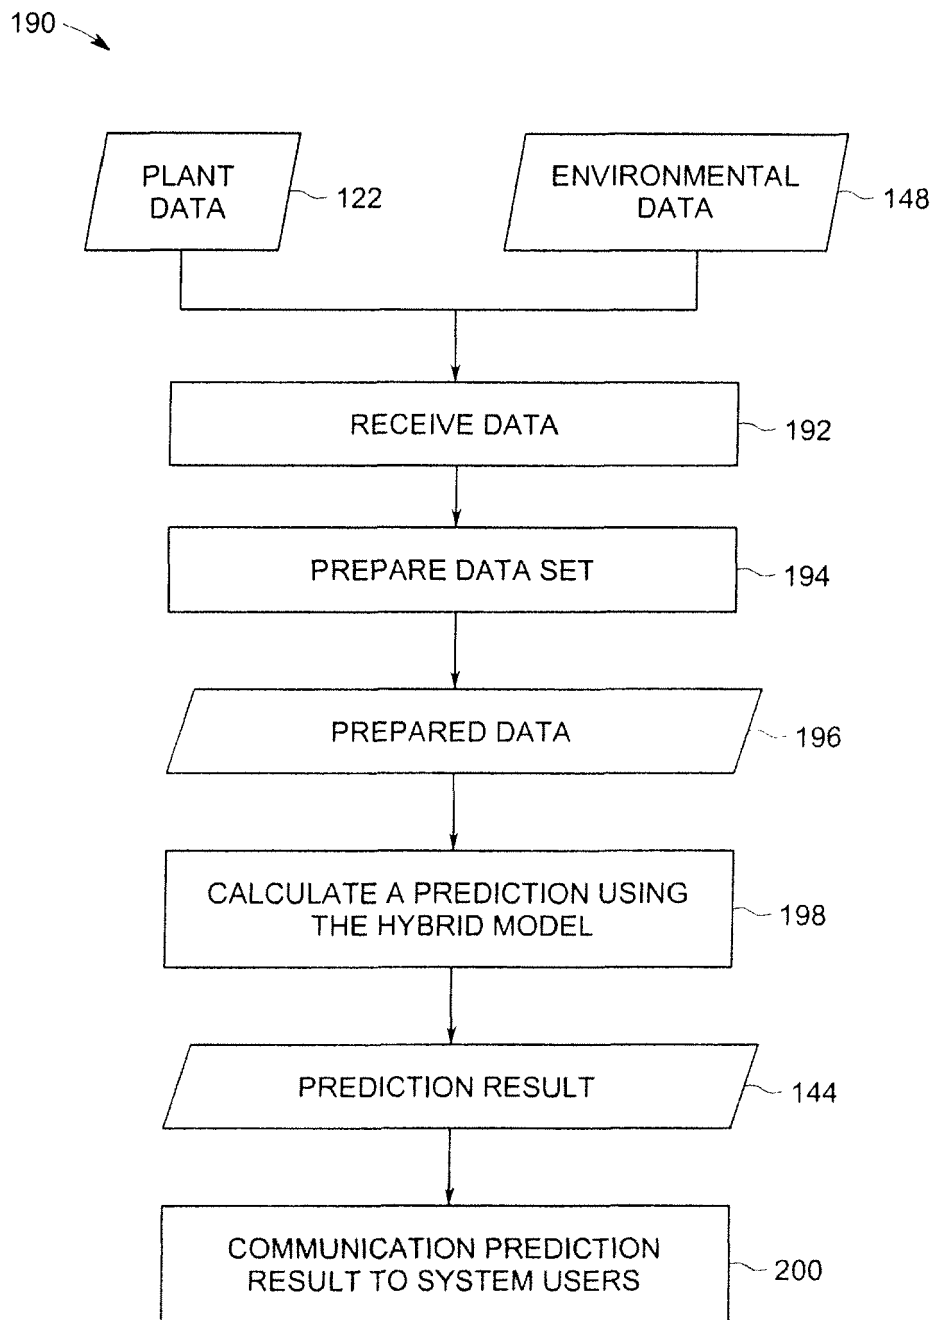 190
PLANT
DATA
122
ENVIRONMENTAL
DATA
148
RECEIVE DATA
192
PREPARE DATA SET
194
PREPARED DATA
196
CALCULATE A PREDICTION USING
THE HYBRID MODEL
198
PREDICTION RESULT
144
COMMUNICATION PREDICTION
RESULT TO SYSTEM USERS
200